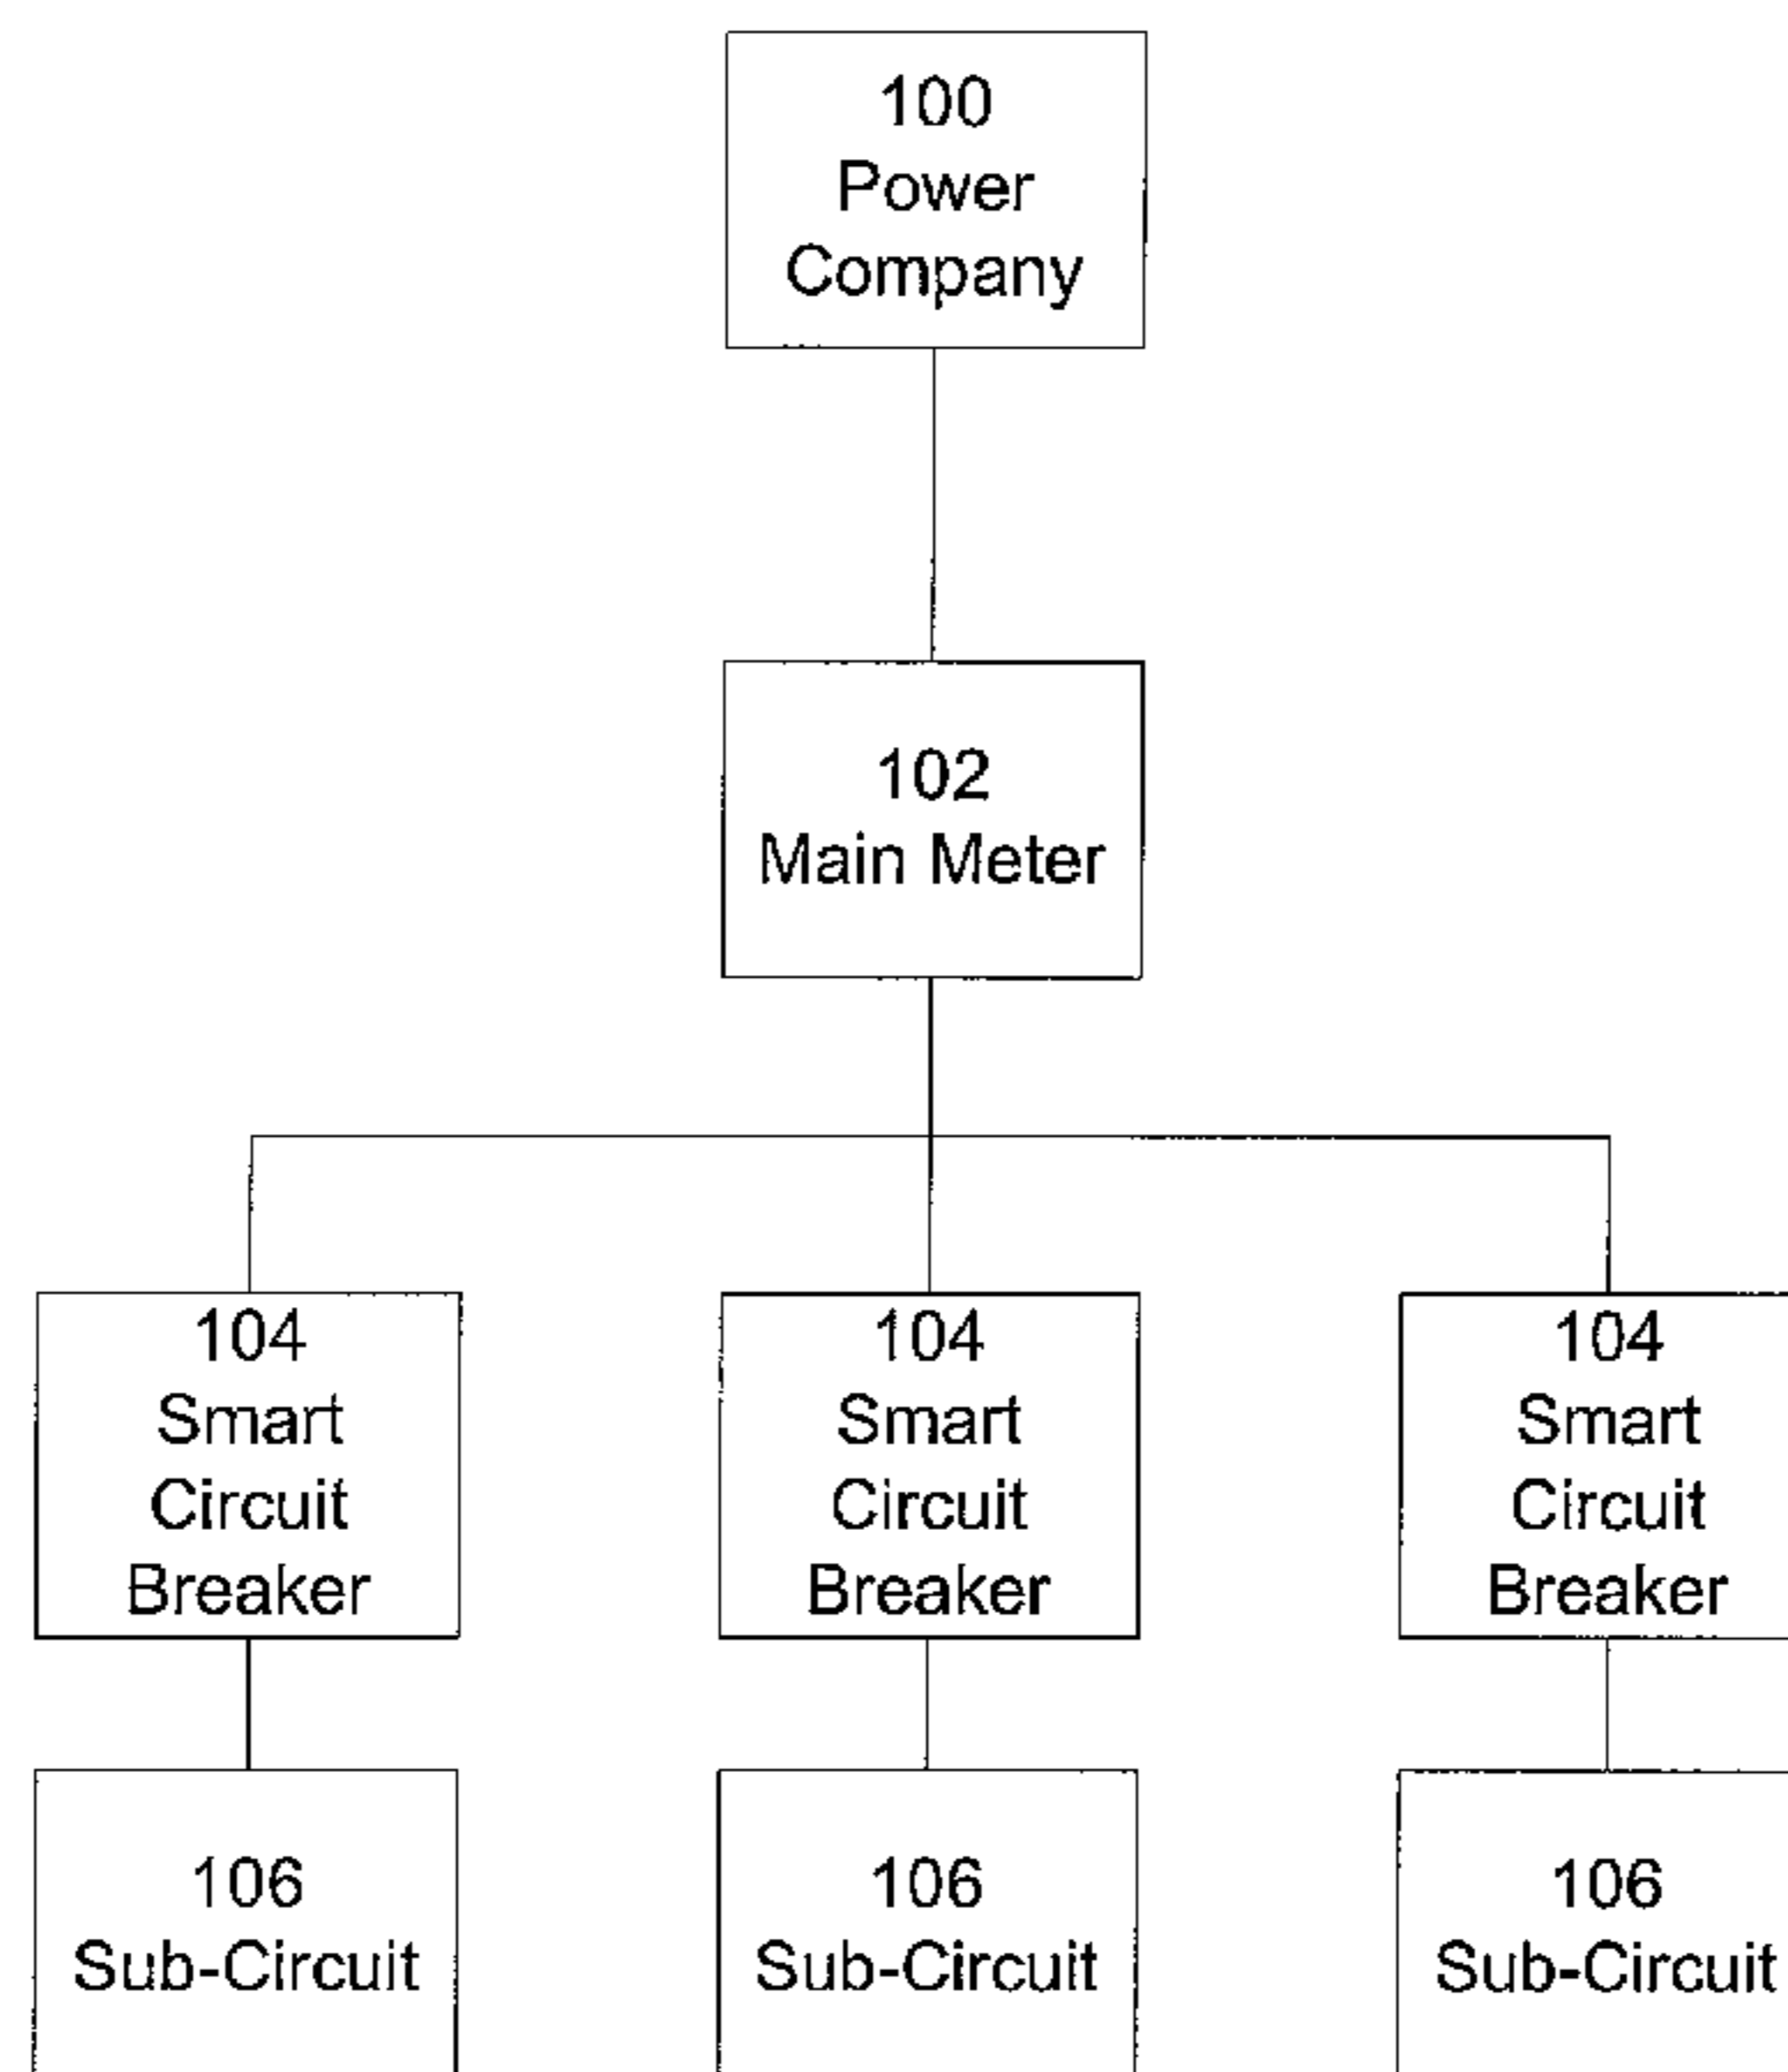 100
Power
Company
102
Main Meter
104
Smart
Circuit
Breaker
104
Smart
Circuit
Breaker
104
Smart
Circuit
Breaker
106
Sub-Circuit
106
Sub-Circuit
106
Sub-Circuit